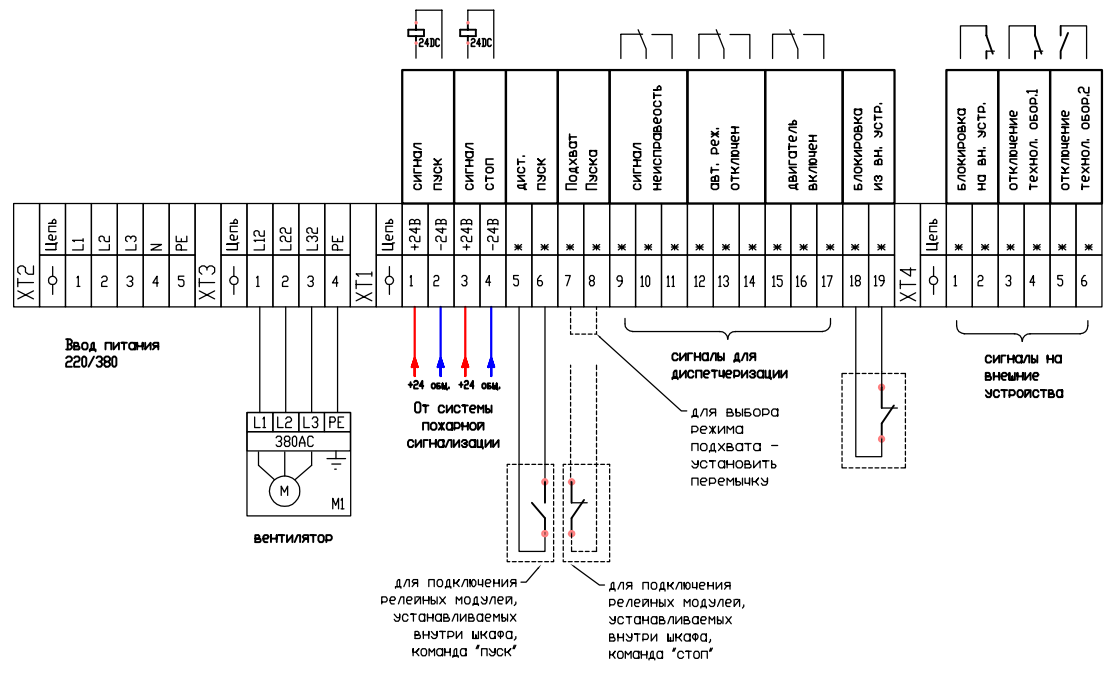 24DC
24DC
сигнал
пуск
сигнал
стоп
дист.
пуск
Подхват
Пуска
сигнал
неисправеость
авт. реж.
отключен
двигатель
включен
блокировка
из вн. устр.
блокировка
на вн. устр.
отключение
технол. обор.1
отключение
технол. обор.2
XT2
Цепь
L1
L2
L3
N
PE
1
2
3
4
5
XT3
Цепь
L12
L22
L32
PE
1
2
3
4
XT1
Цепь
+24В
-24В
+24В
-24В
* * * * * * * * * * * * * * *
1 2 3 4 5 6 7 8 9 10 11 12 13 14 15 16 17 18 19
XT4
Цепь
* * * * * *
1 2 3 4 5 6
Ввод питания
220/380
+24 общ. +24 общ.
От системы
пожарной
сигнализации
сигналы для
диспетчеризации
сигналы на
внешние
устройства
для выбора
режима
подхвата -
установить
перемычку
L1 L2 L3 PE
380AC
M
M1
вентилятор
для подключения
релейных модулей,
устанавливаемых
внутри шкафа,
команда "пуск"
для подключения
релейных модулей,
устанавливаемых
внутри шкафа,
команда "стоп"